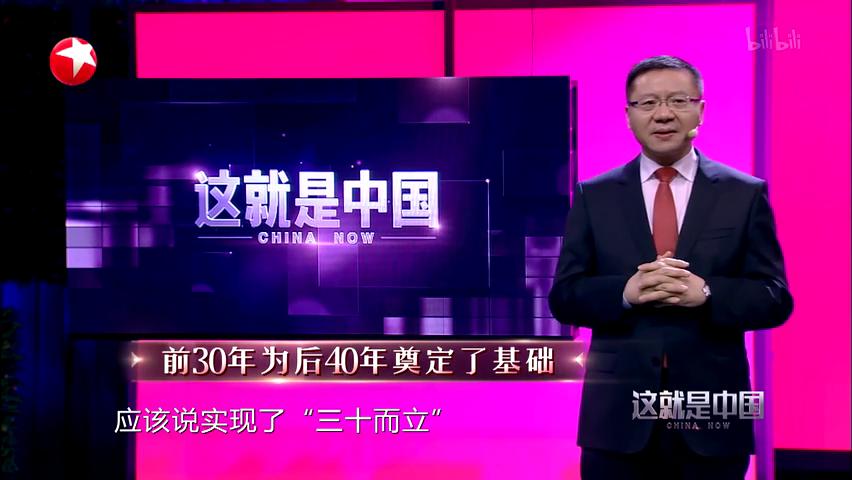 bilibili
这就是中国
CHINA NOW
前30年为后40年奠定了基础
这就是中国
CHINA NOW
应该说实现了“三十而立”